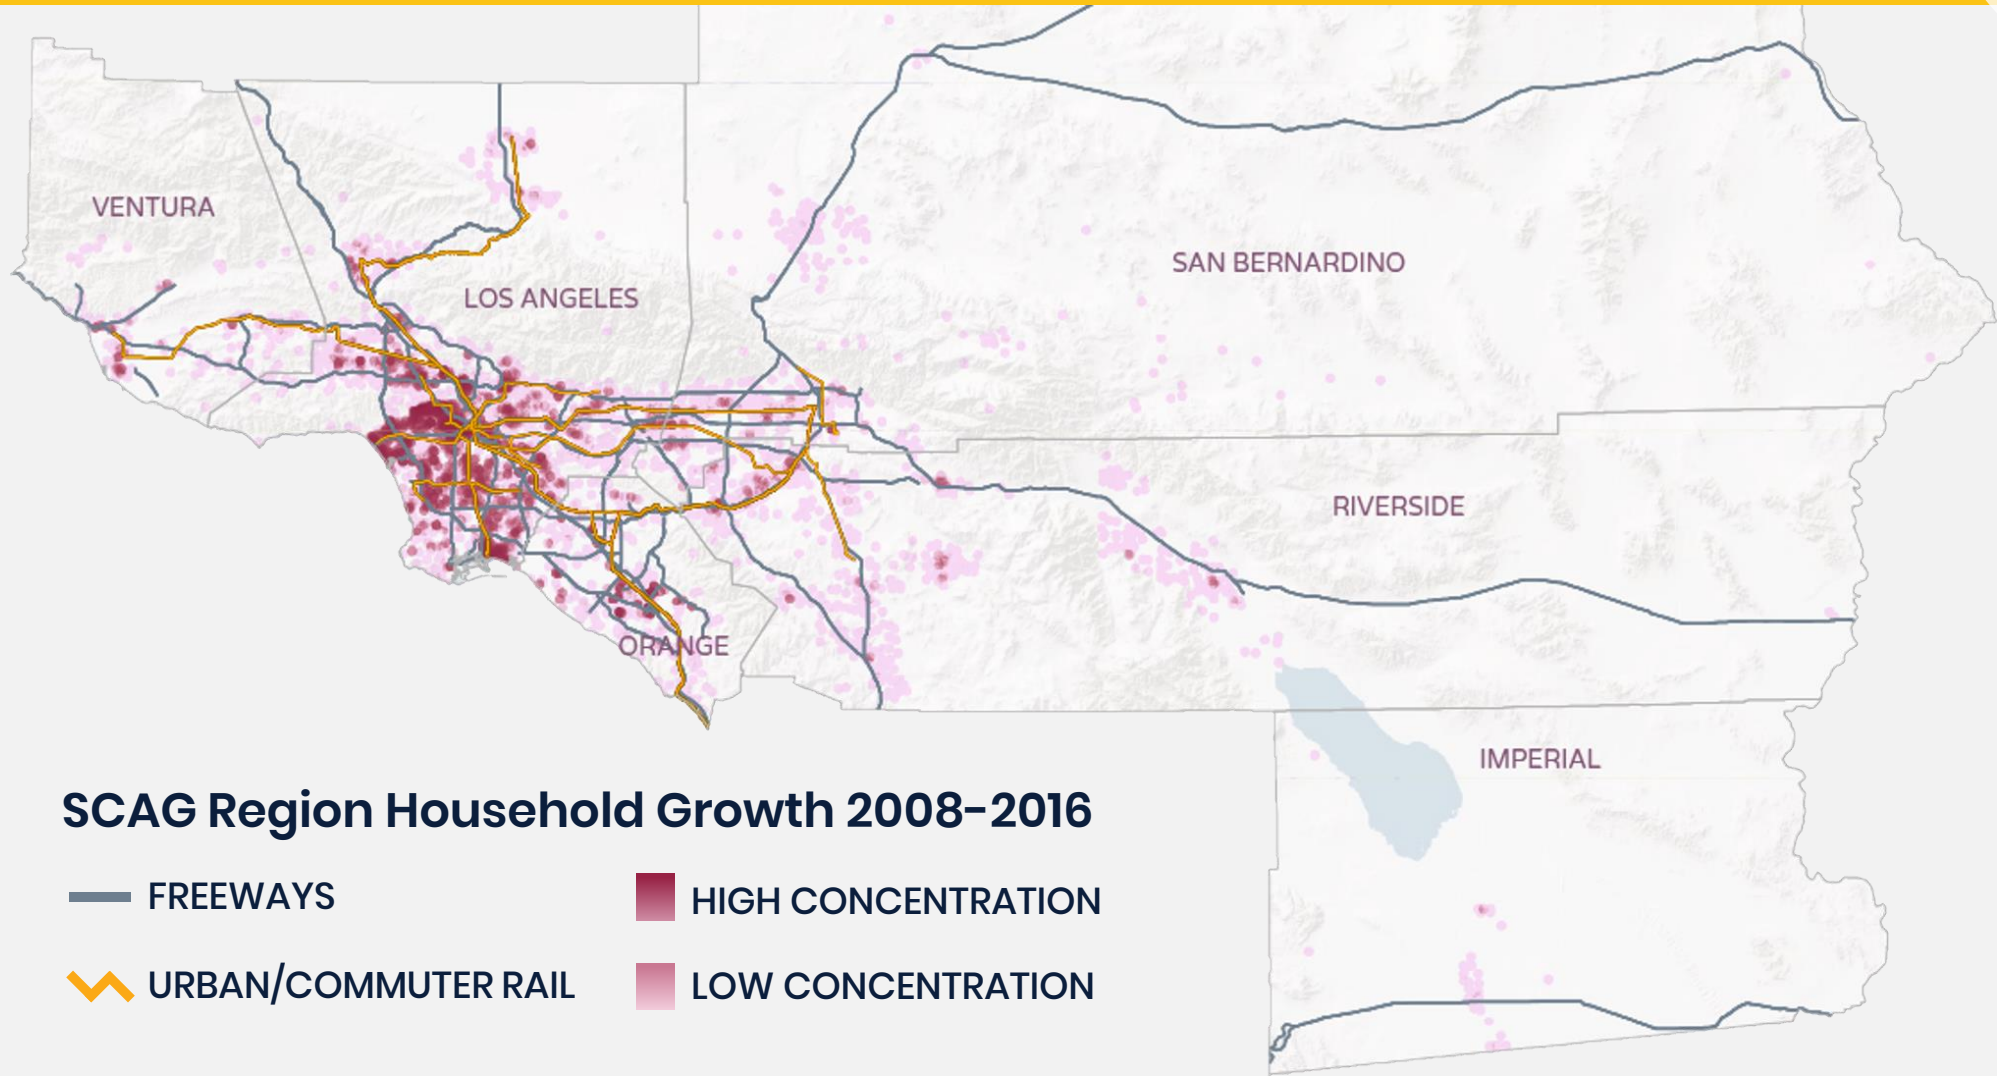 VENTURA
LOS ANGELES
SAN BERNARDINO
RIVERSIDE
ORANGE
IMPERIAL
SCAG Region Household Growth 2008-2016
FREEWAYS
HIGH CONCENTRATION
URBAN/COMMUTER RAIL
LOW CONCENTRATION